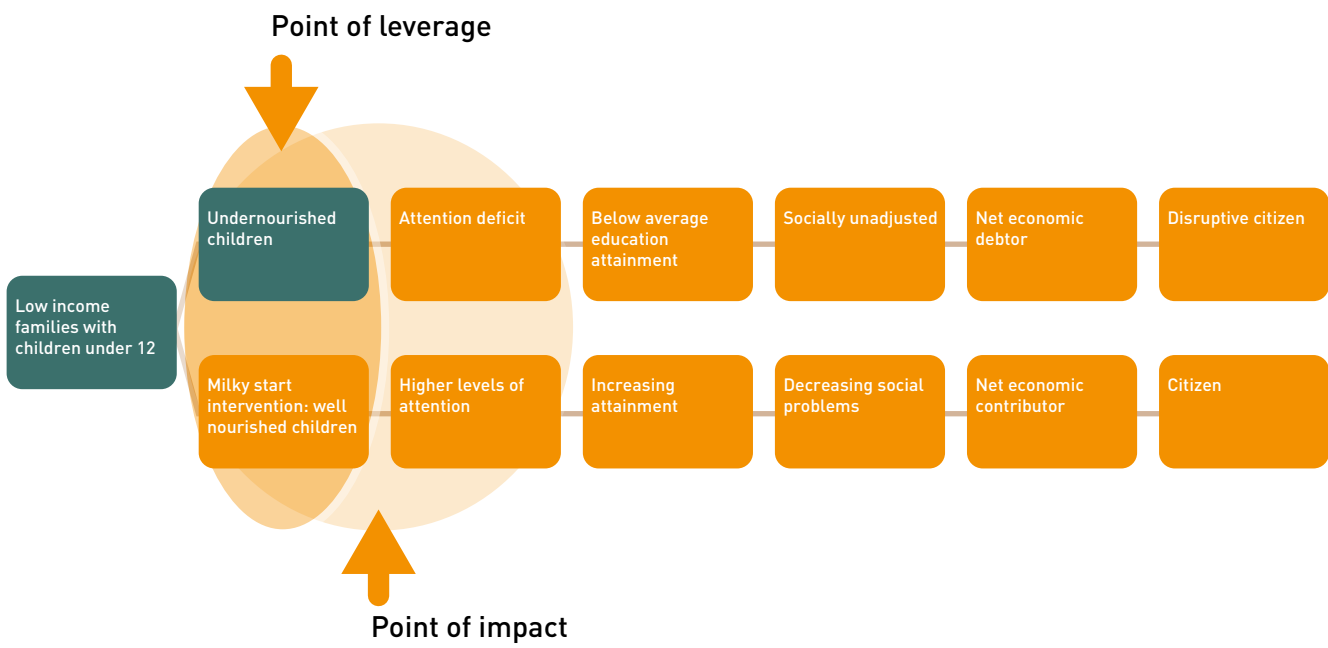 Point of leverage
Undernourished
children
Attention deficit
Below average
education
attainment
Socially unadjusted
Net economic
debtor
Disruptive citizen
Low income
families with
children under 12
Milky start
intervention: well
nourished children
Higher levels of
attention
Increasing
attainment
Decreasing social
problems
Net economic
contributor
Citizen
Point of impact